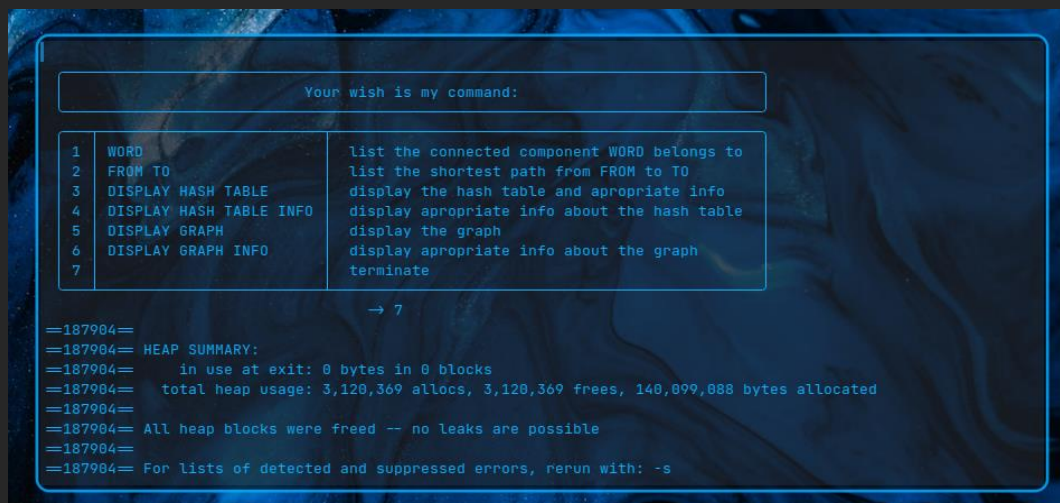 Your wish is my command:
1 WORD list the connected component WORD belongs to
2 FROM TO list the shortest path from FROM to TO
3 DISPLAY HASH TABLE display the hash table and apropriate info
4 DISPLAY HASH TABLE INFO display apropriate info about the hash table
5 DISPLAY GRAPH display the graph
6 DISPLAY GRAPH INFO display apropriate info about the graph
7 terminate
→ 7
==187904==
==187904== HEAP SUMMARY:
==187904== in use at exit: 0 bytes in 0 blocks
==187904== total heap usage: 3,120,369 allocs, 3,120,369 frees, 140,099,088 bytes allocated
==187904==
==187904== All heap blocks were freed -- no leaks are possible
==187904==
==187904== For lists of detected and suppressed errors, rerun with: -s